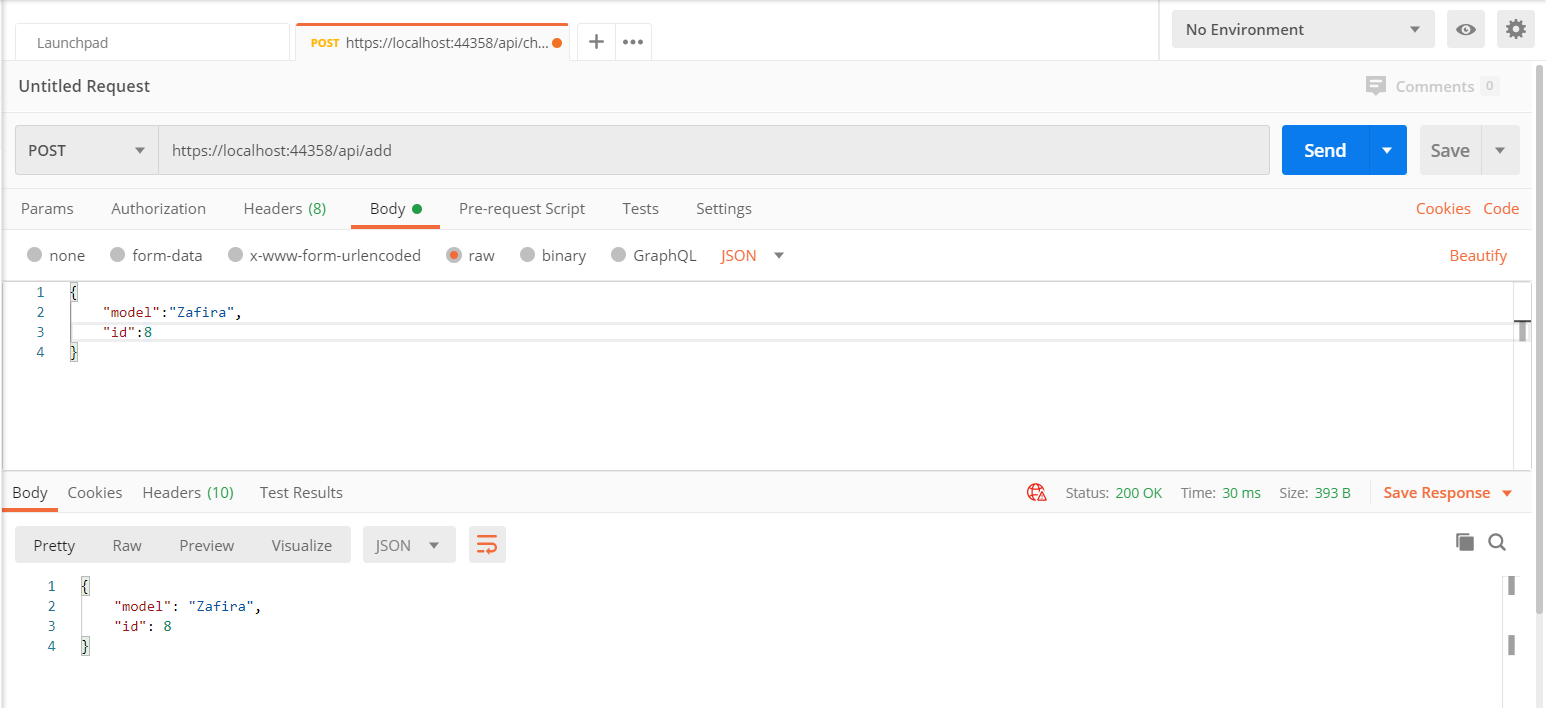 Launchpad
POST https://localhost:44358/api/ch...
No Environment
Untitled Request
Comments 0
POST
https://localhost:44358/api/add
Send
Save
Params Authorization Headers (8) Body Pre-request Script Tests Settings Cookies Code
none form-data x-www-form-urlencoded raw binary GraphQL JSON Beautify
1 {
2 "model":"Zafira",
3 "id":8
4 }
Body Cookies Headers (10) Test Results Status: 200 OK Time: 30 ms Size: 393 B Save Response
Pretty Raw Preview Visualize JSON
1 {
2 "model": "Zafira",
3 "id": 8
4 }